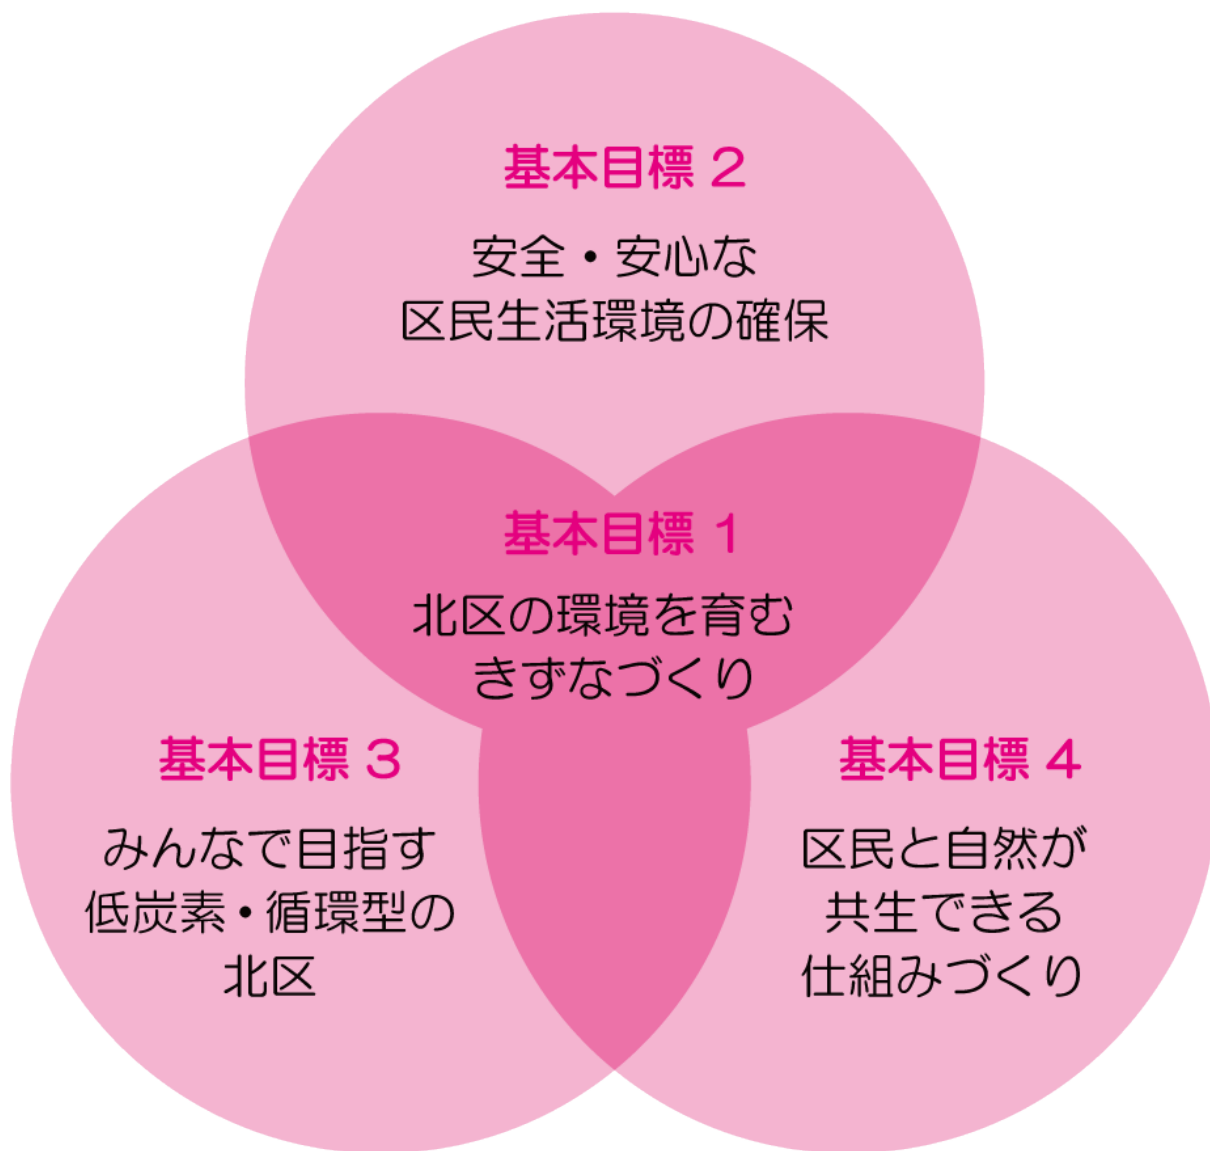 基本目標 2
安全・安心な
区民生活環境の確保
基本目標 1
北区の環境を育む
きずなづくり
基本目標 3
みんなで目指す
低炭素・循環型の
北区
基本目標 4
区民と自然が
共生できる
仕組みづくり